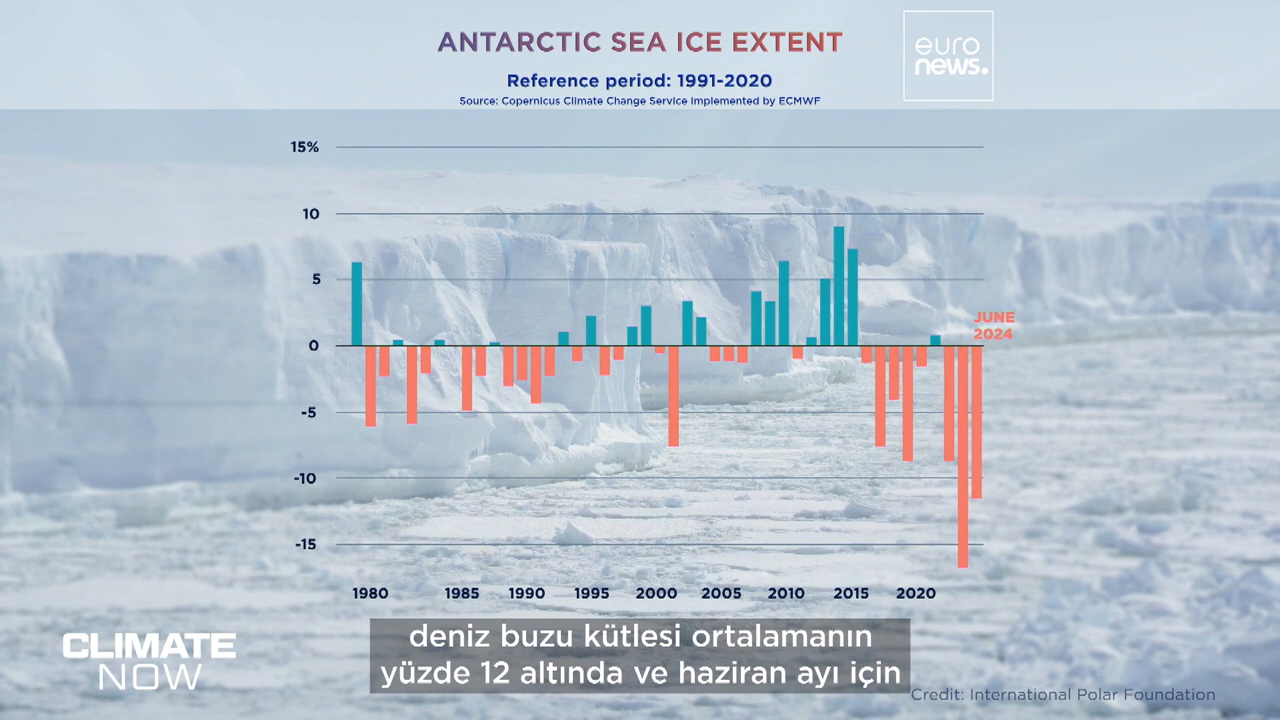 ANTARCTIC SEA ICE EXTENT
euro
news.
Reference period: 1991-2020
Source: Copernicus Climate Change Service implemented by ECMWF
15%
10
5
0
-5
-10
-15
JUNE
2024
1980 1985 1990 1995 2000 2005 2010 2015 2020
CLIMATE
NOW
deniz buzu kütlesi ortalamanın
yüzde 12 altında ve haziran ayı için
Credit: International Polar Foundation